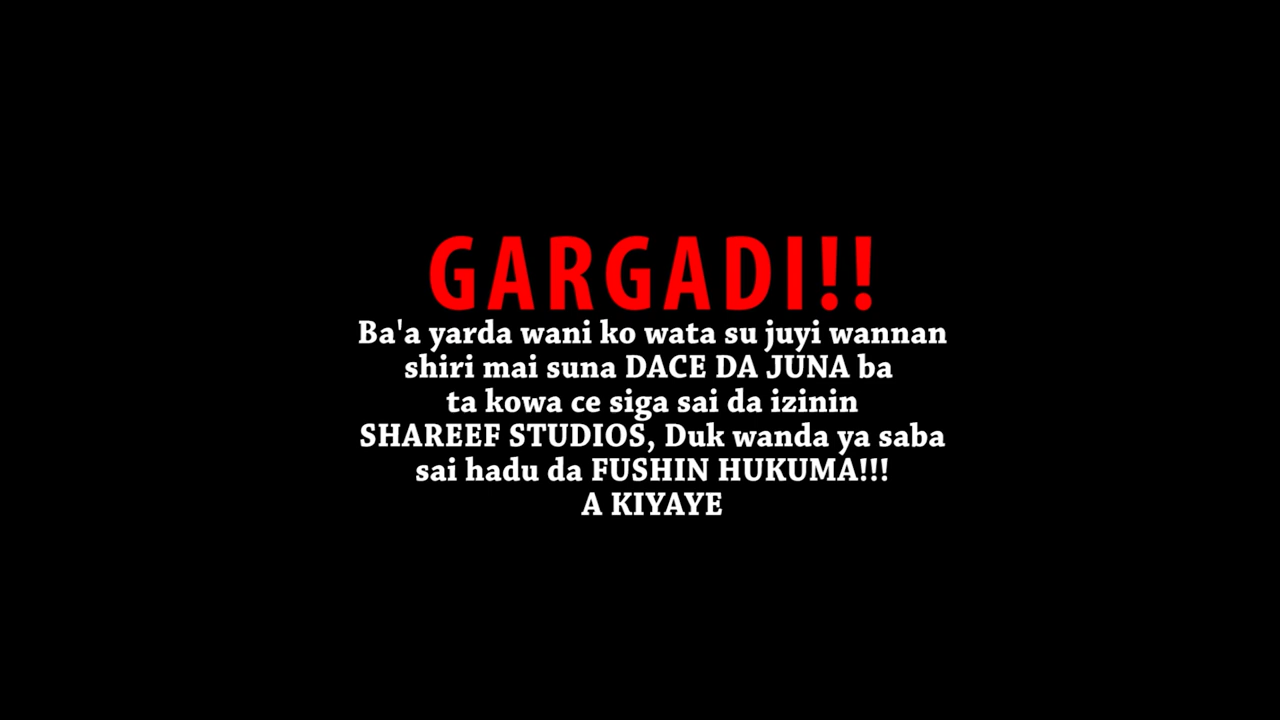 GARGADI!!
Ba'a yarda wani ko wata su juyi wannan
shiri mai suna DACE DA JUNA ba
ta kowa ce siga sai da izinin
SHAREEF STUDIOS, Duk wanda ya saba
sai hadu da FUSHIN HUKUMA!!!
A KIYAYE